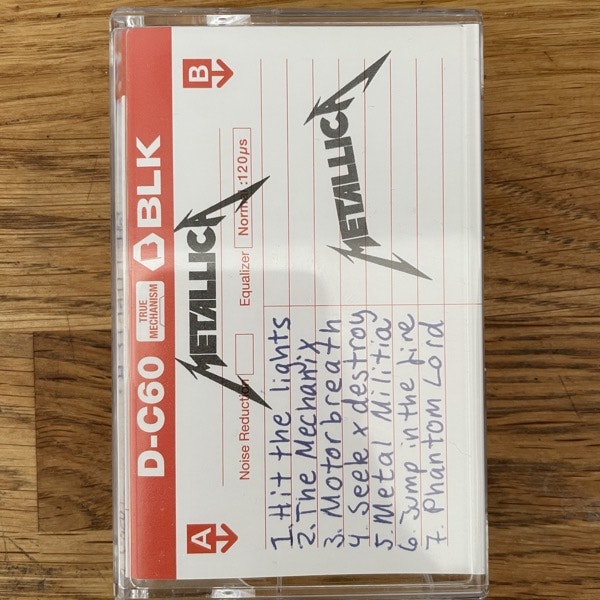 D-C60 TRUE MECHANISM BLK
A
B
Noise Reduction
Equalizer Normal :120μs
METALLICA
METALLICA
1. Hit the lights
2. The Mechanix
3. Motorbreath
4. Seek x destroy
5 Metal Militia
6. Jump in the fire
7. Phantom Lord